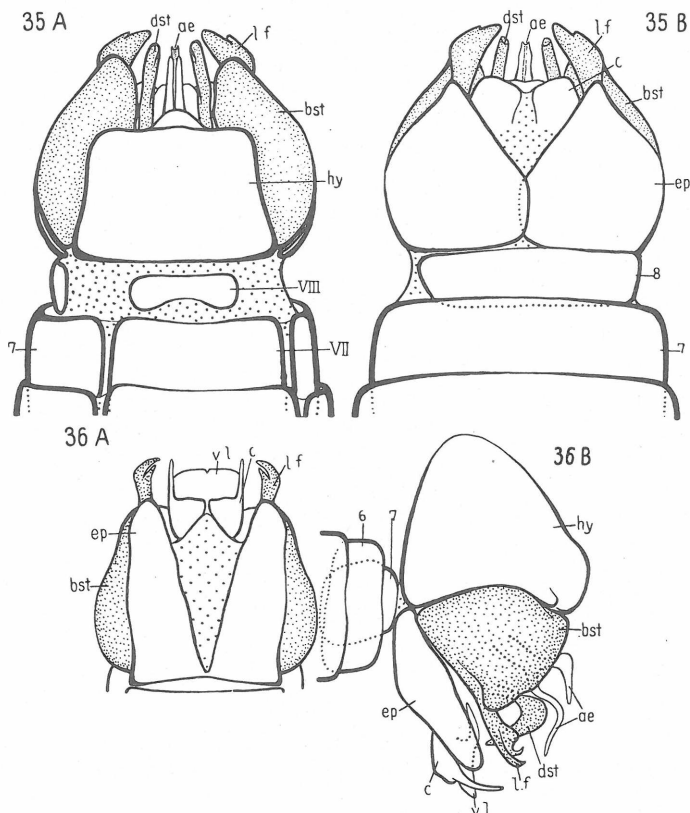 35 A
dst
ae
l.f
bst
hy
VIII
7
VII
35 B
dst
ae
l.f
c
bst
ep
8
7
36 A
v l
c
l.f
ep
bst
36 B
6
7
hy
bst
ae
ep
dst
l.f
c
v l